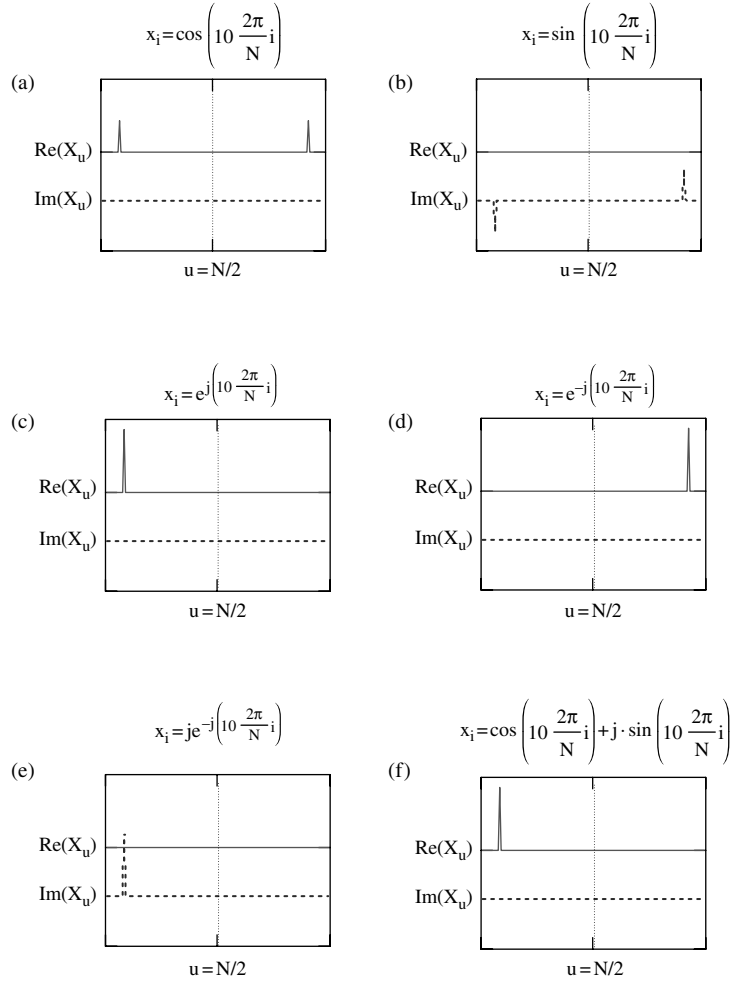 x_i = cos (10 2π/N i)
x_i = sin (10 2π/N i)
(a)
Re(X_u)
Im(X_u)
u = N/2
(b)
Re(X_u)
Im(X_u)
u = N/2
x_i = e^{j(10 2π/N i)}
x_i = e^{−j(10 2π/N i)}
(c)
Re(X_u)
Im(X_u)
u = N/2
(d)
Re(X_u)
Im(X_u)
u = N/2
x_i = je^{−j(10 2π/N i)}
x_i = cos (10 2π/N i) + j · sin (10 2π/N i)
(e)
Re(X_u)
Im(X_u)
u = N/2
(f)
Re(X_u)
Im(X_u)
u = N/2